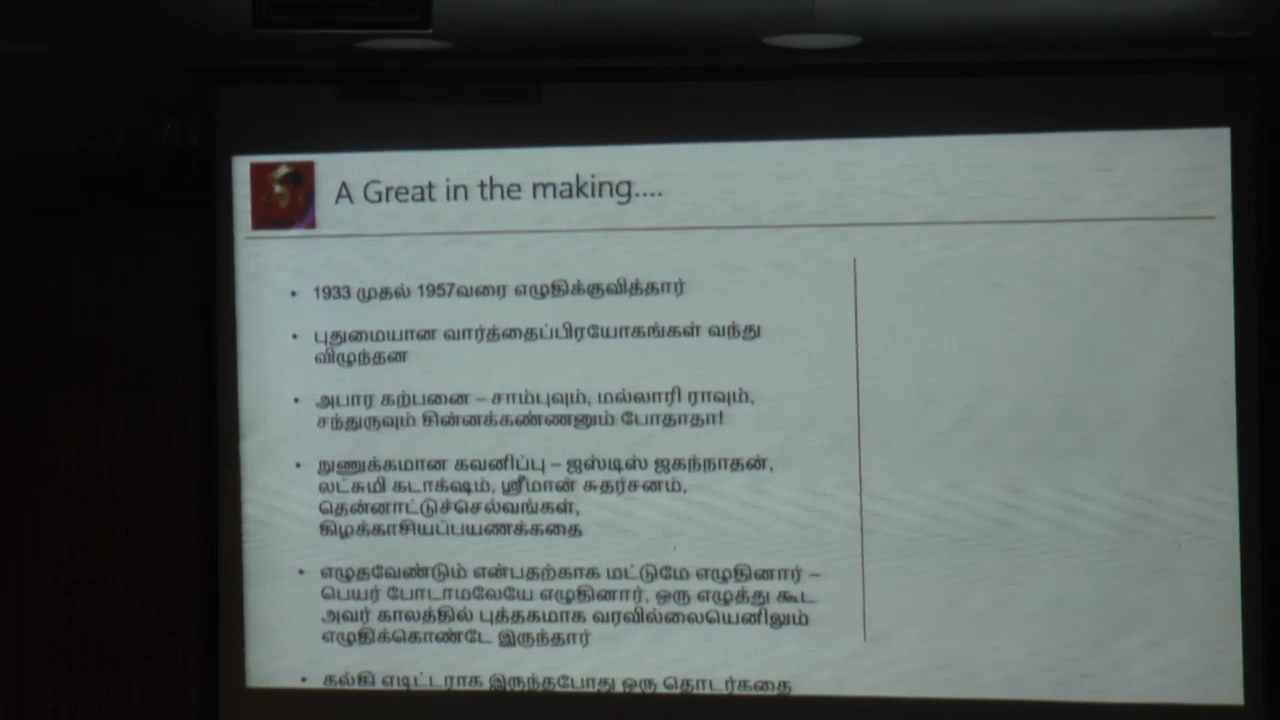 A Great in the making....
• 1933 முதல் 1957வரை எழுதிக்குவித்தார்
• புதுமையான வார்த்தைப்பிரயோகங்கள் வந்து
விழுந்தன
• அபார கற்பனை – சாம்புவும், மல்லாரி ராவும்,
சந்துருவும் சின்னக்கண்ணனும் போதாதா!
• நுணுக்கமான கவனிப்பு – ஜஸ்டிஸ் ஜகந்நாதன்,
லட்சுமி கடாக்ஷம், ஸ்ரீமான் சுதர்சனம்,
தென்னாட்டுச்செல்வங்கள்,
கிழக்காசியப்பயணக்கதை
• எழுதவேண்டும் என்பதற்காக மட்டுமே எழுதினார் –
பெயர் போடாமலேயே எழுதினார், ஒரு எழுத்து கூட
அவர் காலத்தில் புத்தகமாக வரவில்லையெனிலும்
எழுதிக்கொண்டே இருந்தார்
• கல்கி எடிட்டராக இருந்தபோது ஒரு தொடர்கதை